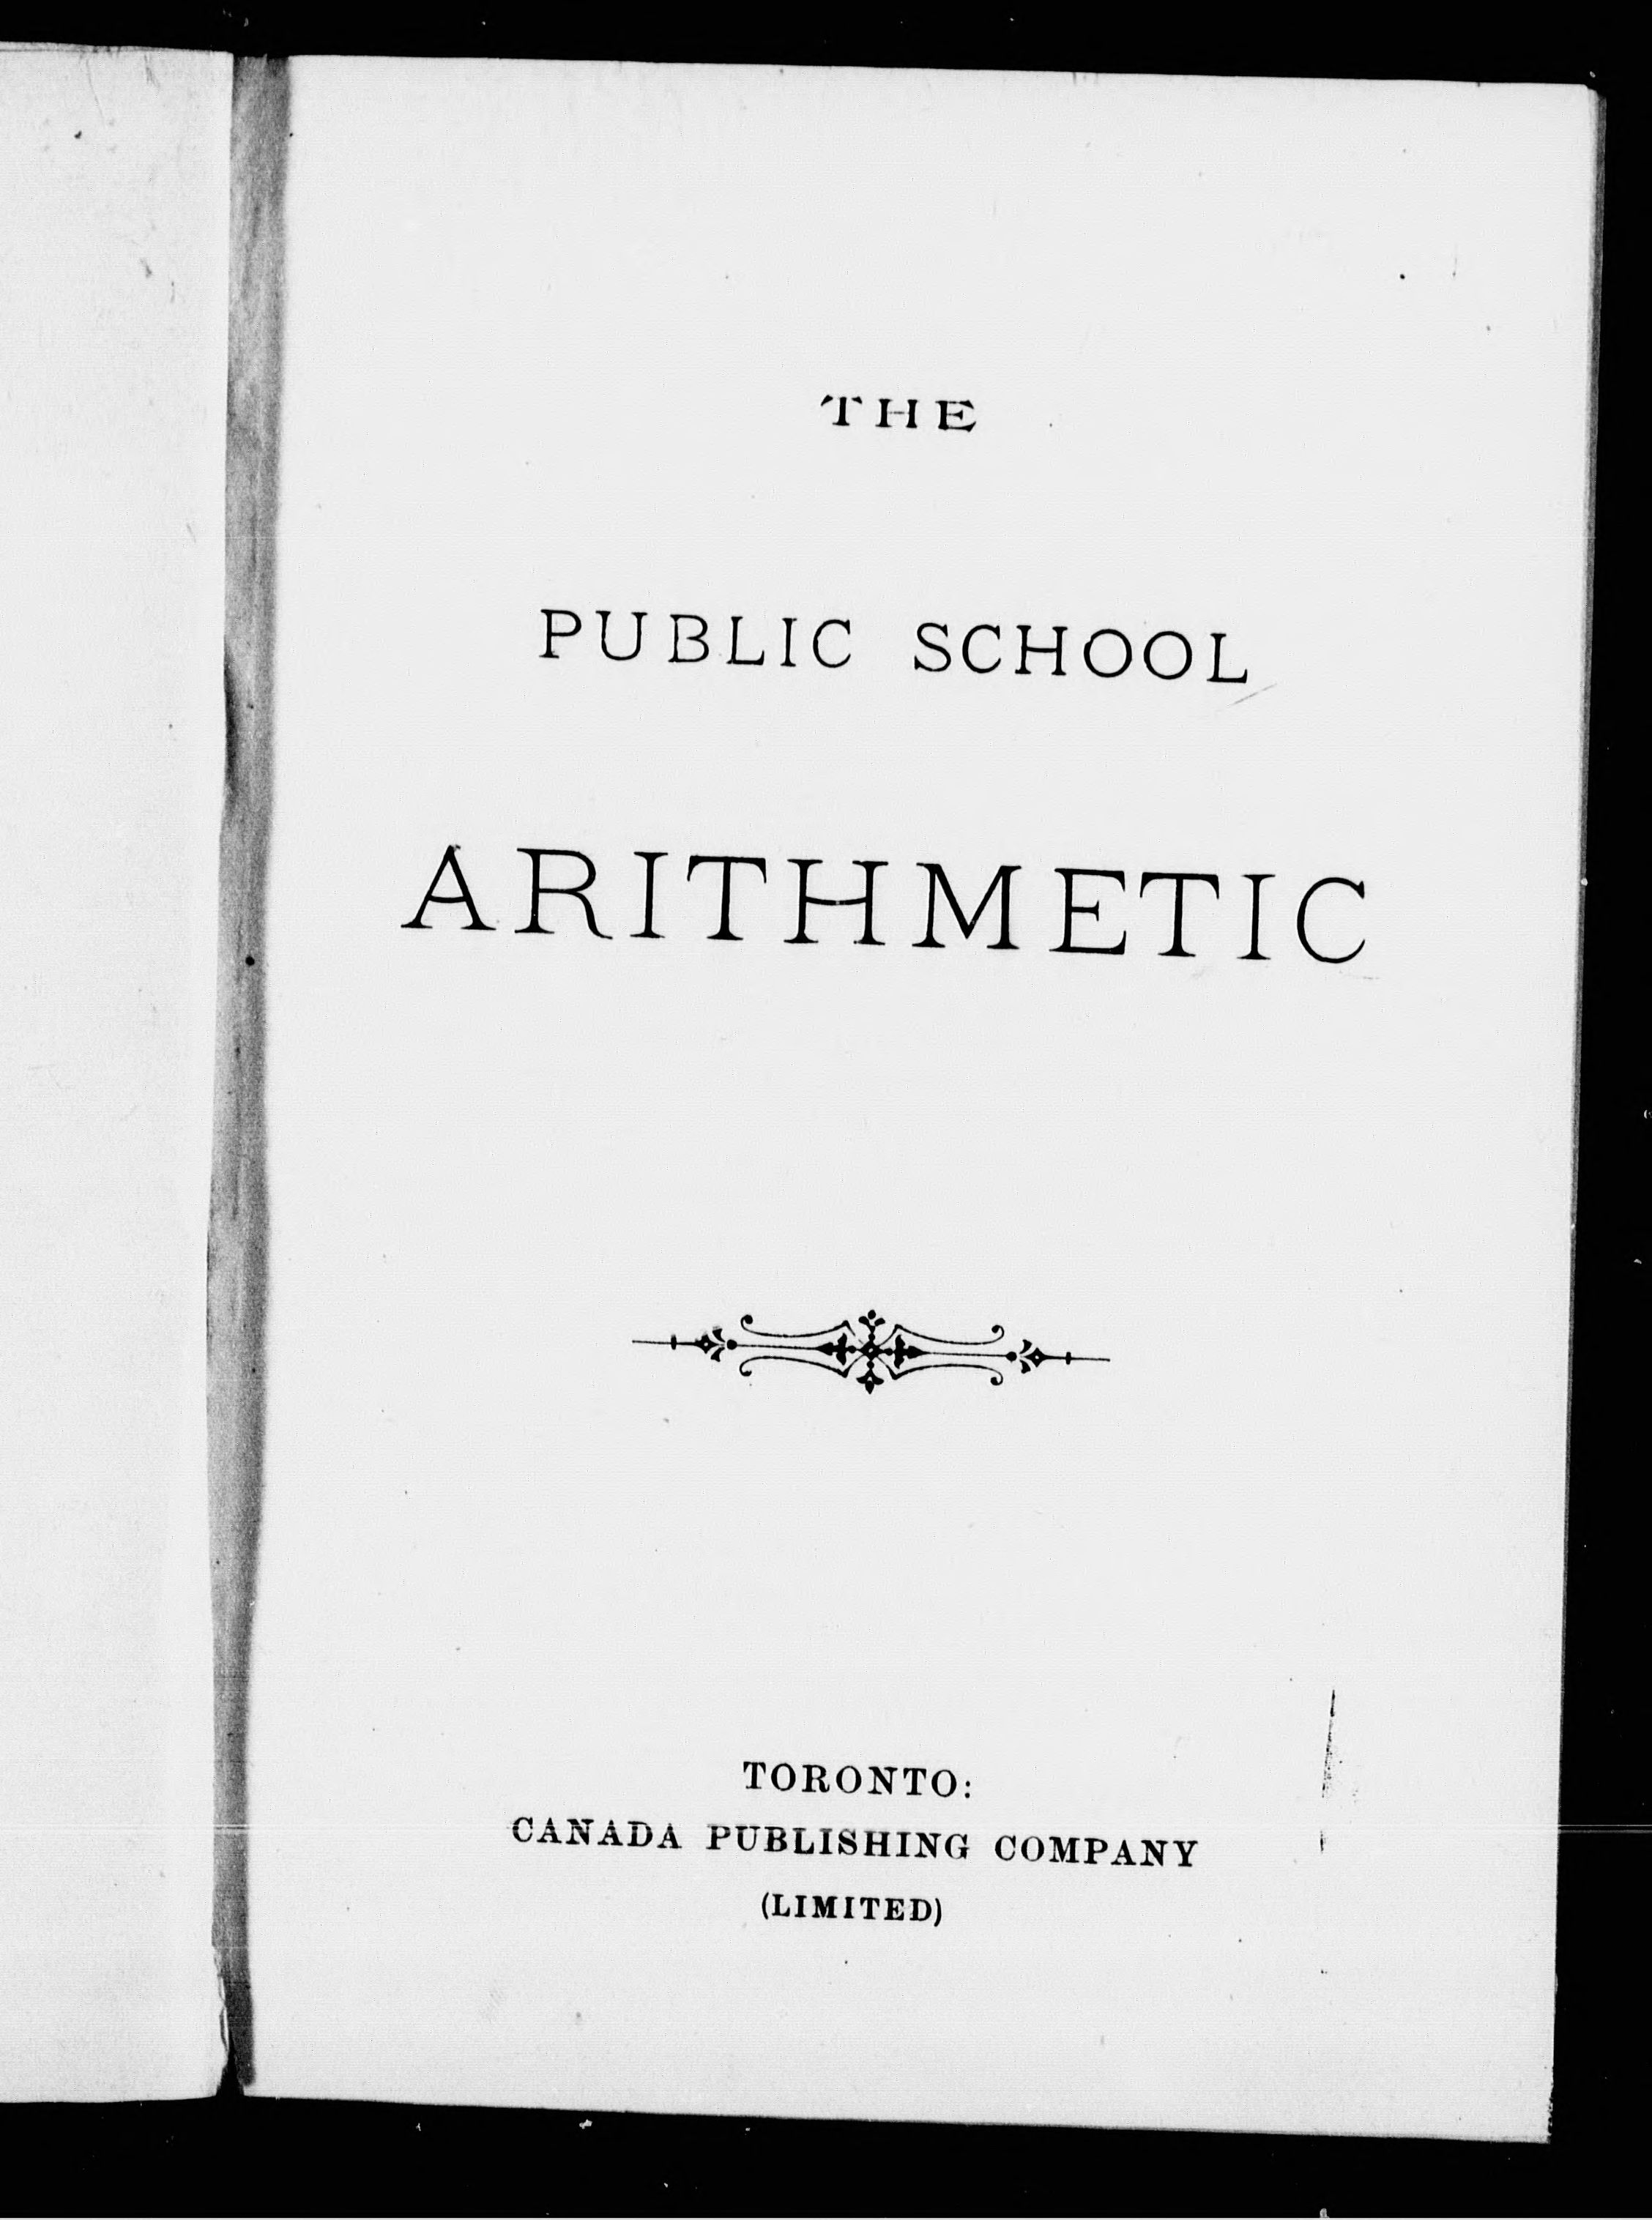 THE
PUBLIC SCHOOL
ARITHMETIC
TORONTO:
CANADA PUBLISHING COMPANY
(LIMITED)